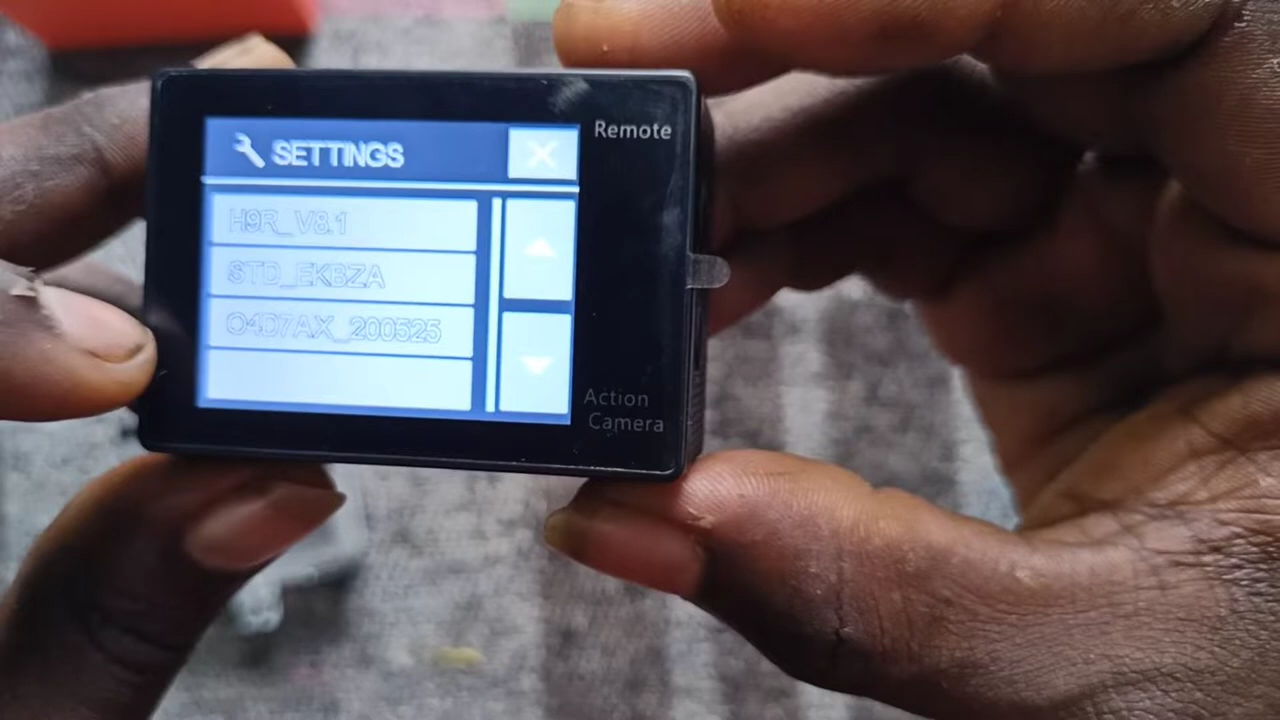 SETTINGS
Remote
H9R_V8.1
STD_EKBZA
O4D7AX_200525
Action
Camera